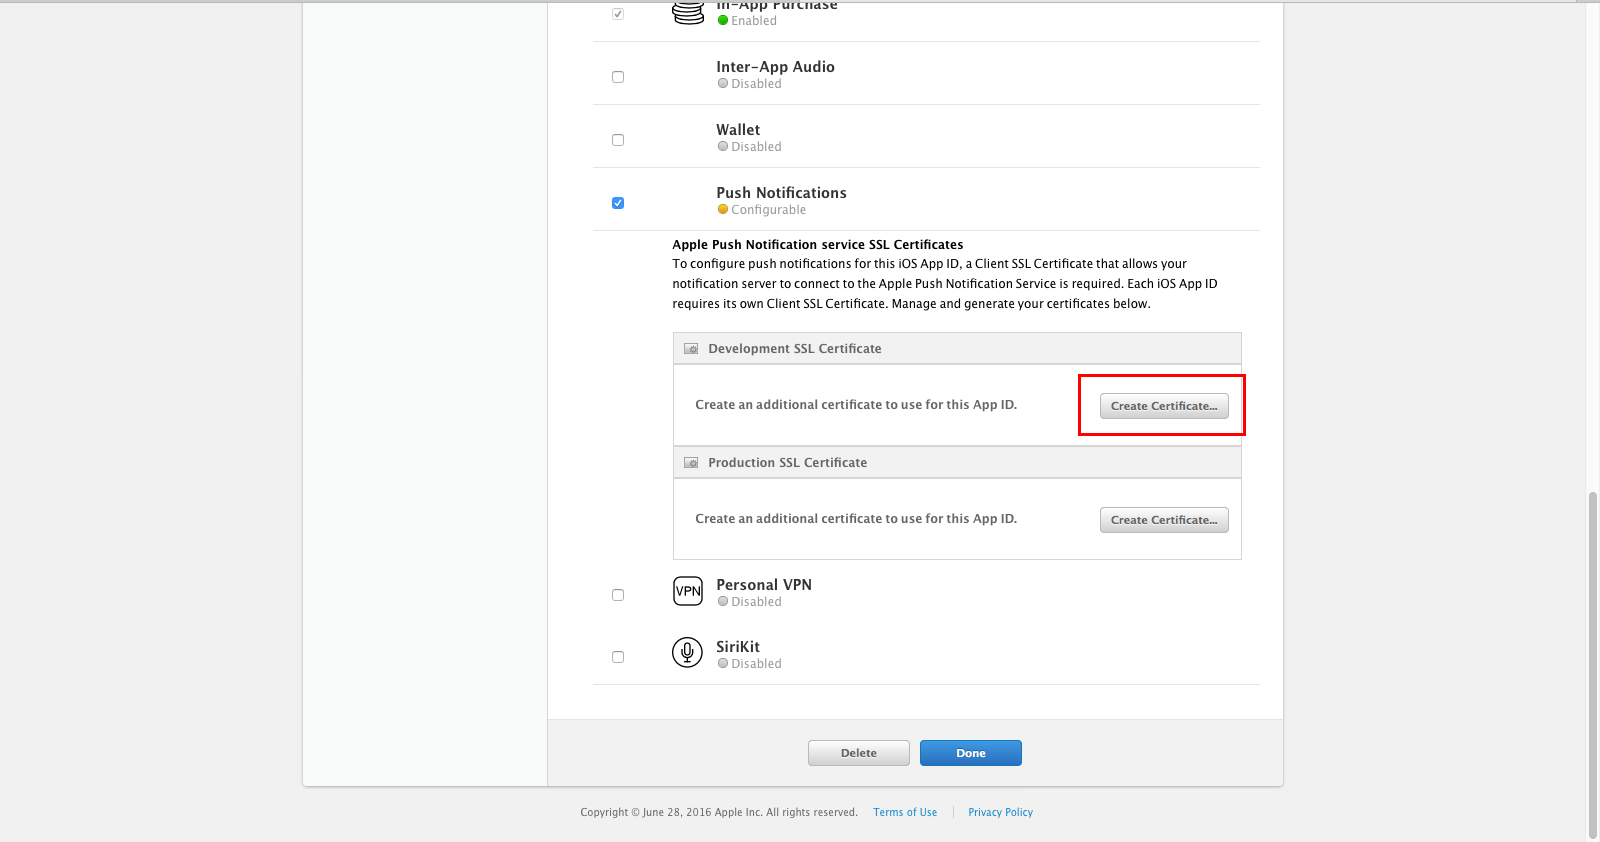 In-App Purchase
Enabled
Inter-App Audio
Disabled
Wallet
Disabled
Push Notifications
Configurable
Apple Push Notification service SSL Certificates
To configure push notifications for this iOS App ID, a Client SSL Certificate that allows your
notification server to connect to the Apple Push Notification Service is required. Each iOS App ID
requires its own Client SSL Certificate. Manage and generate your certificates below.
Development SSL Certificate
Create an additional certificate to use for this App ID.
Create Certificate...
Production SSL Certificate
Create an additional certificate to use for this App ID.
Create Certificate...
VPN
Personal VPN
Disabled
SiriKit
Disabled
Delete
Done
Copyright © June 28, 2016 Apple Inc. All rights reserved. Terms of Use Privacy Policy